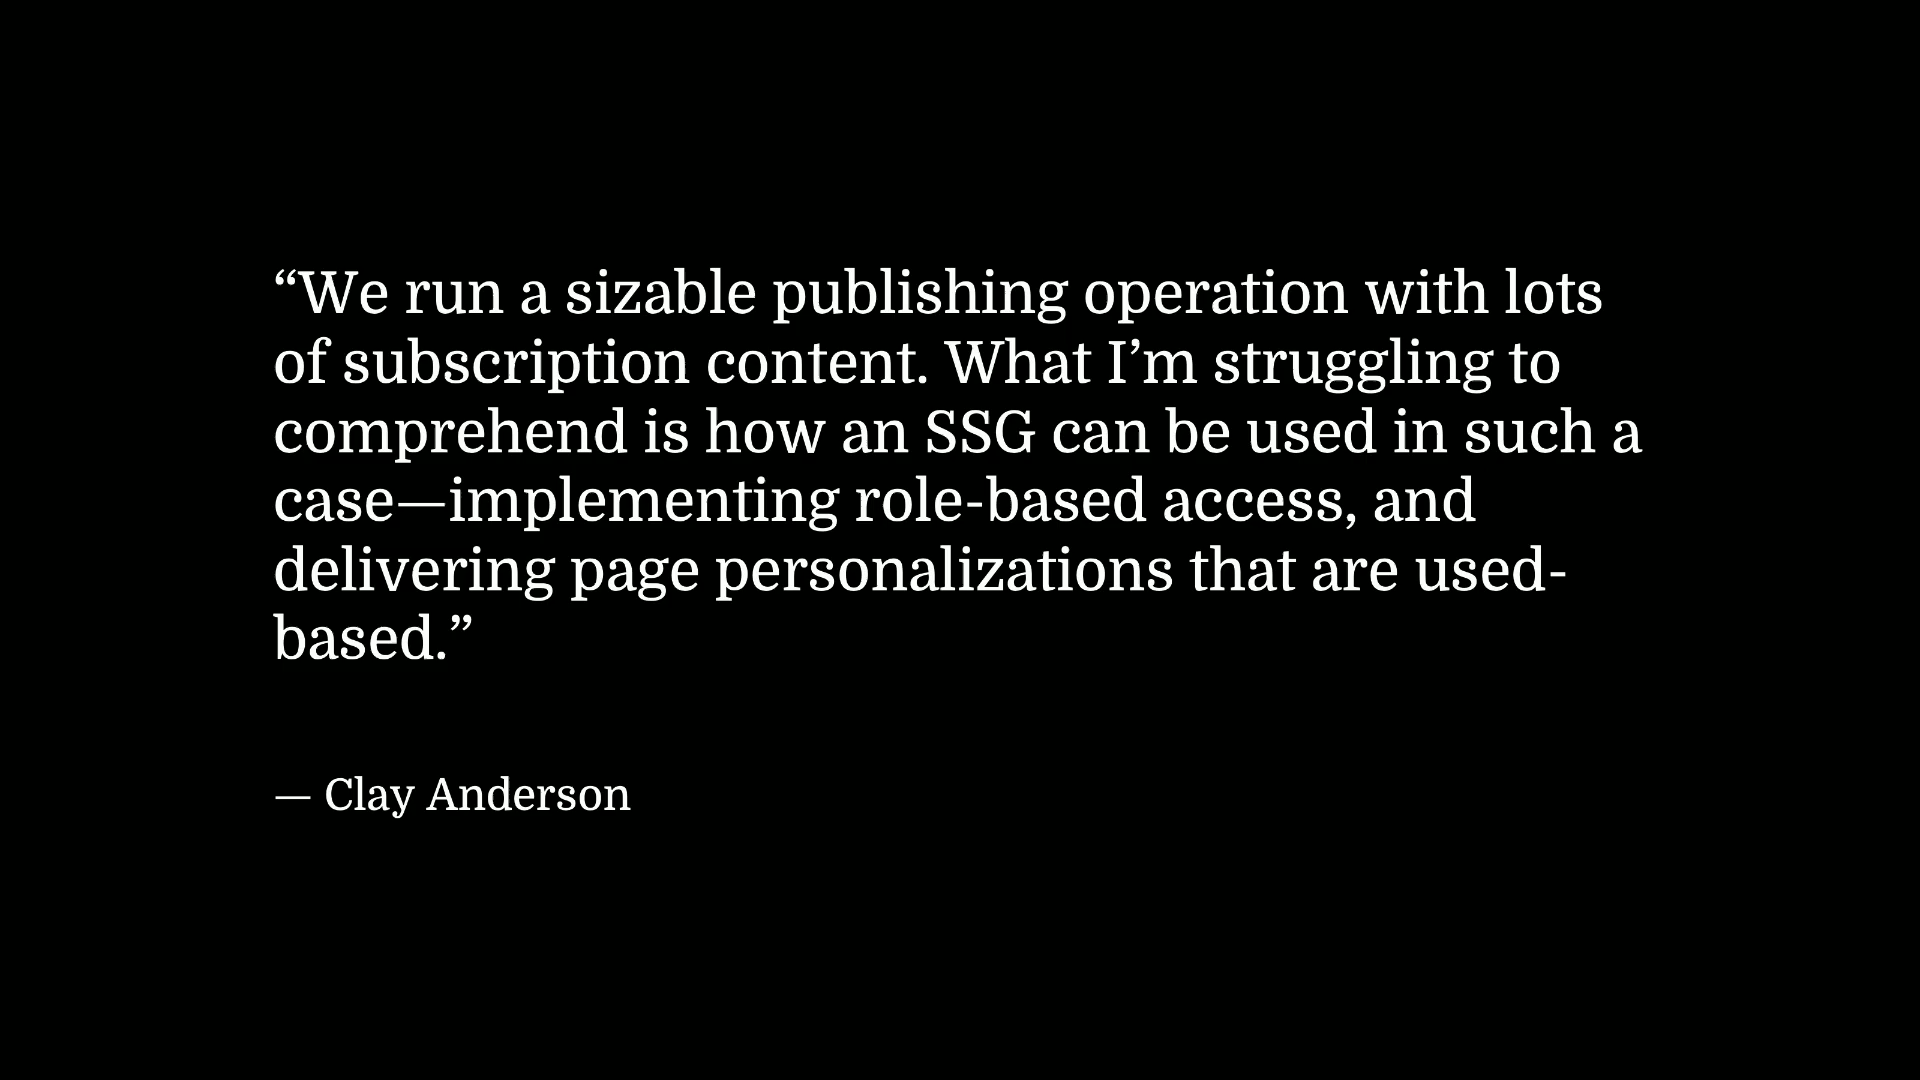 “We run a sizable publishing operation with lots
of subscription content. What I’m struggling to
comprehend is how an SSG can be used in such a
case—implementing role-based access, and
delivering page personalizations that are used-
based.”
— Clay Anderson